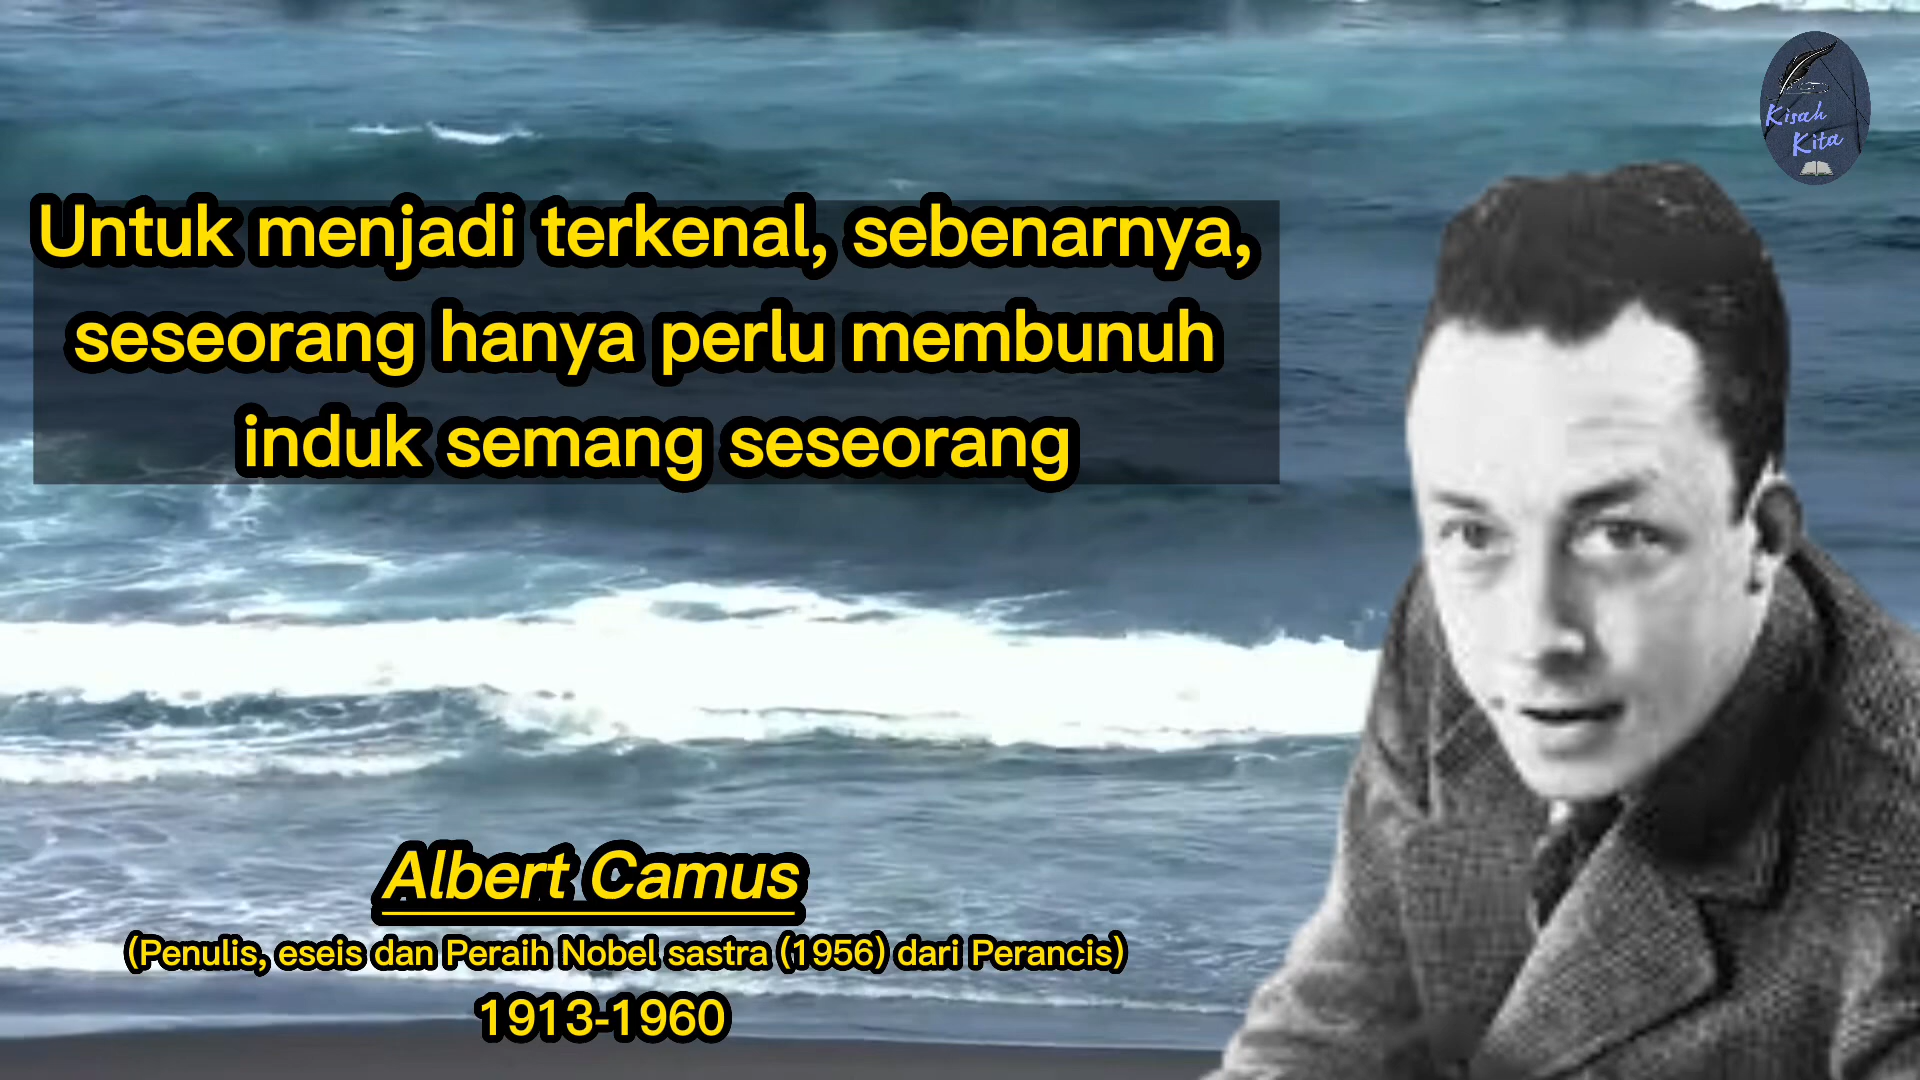 Kisah
Kita
Untuk menjadi terkenal, sebenarnya,
seseorang hanya perlu membunuh
induk semang seseorang
Albert Camus
(Penulis, eseis dan Peraih Nobel sastra (1956) dari Perancis)
1913-1960